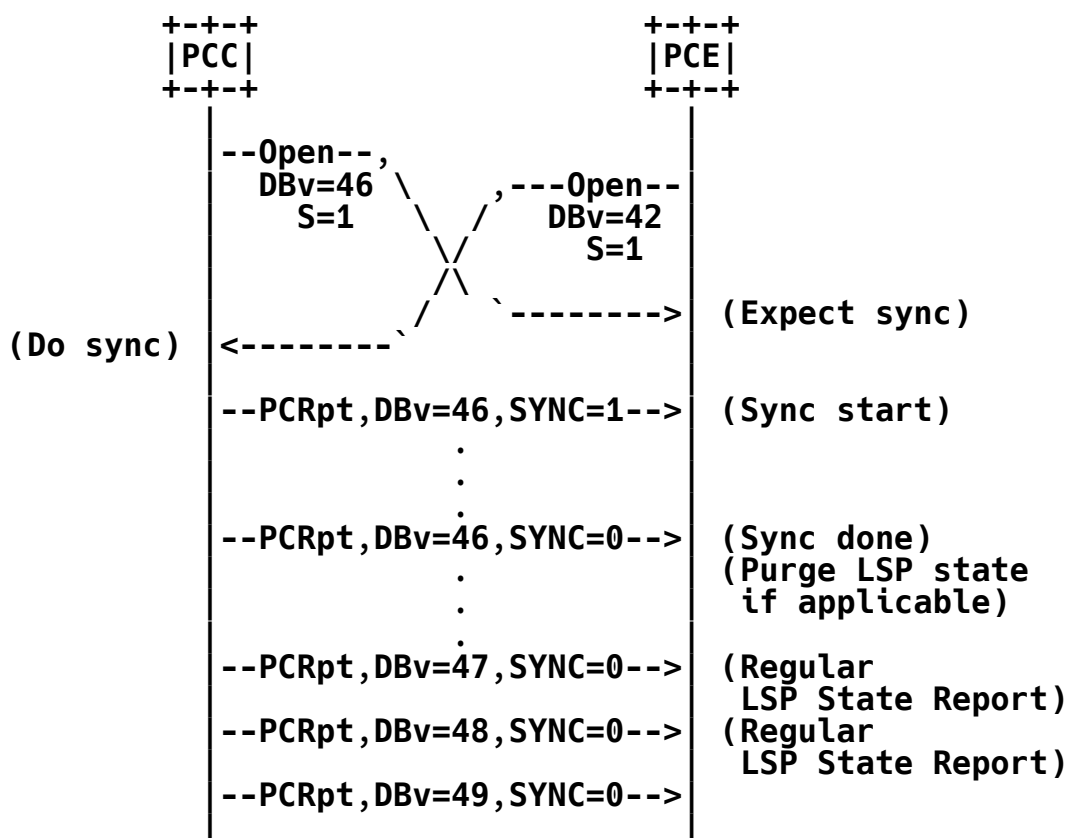 +-+-+                    +-+-+
|PCC|                    |PCE|
+-+-+                    +-+-+
|                        |
|--Open--,               |
|  DBv=46 \    ,---Open--|
|    S=1   \  /   DBv=42 |
|           \/      S=1  |
|           /\           |
|          /  `--------> | (Expect sync)
(Do sync) |<--------`              |
|                        |
|--PCRpt,DBv=46,SYNC=1-->| (Sync start)
|            .           |
|            .           |
|            .           |
|--PCRpt,DBv=46,SYNC=0-->| (Sync done)
|            .           | (Purge LSP state
|            .           |  if applicable)
|            .           |
|--PCRpt,DBv=47,SYNC=0-->| (Regular
|                        |  LSP State Report)
|--PCRpt,DBv=48,SYNC=0-->| (Regular
|                        |  LSP State Report)
|--PCRpt,DBv=49,SYNC=0-->|
|                        |